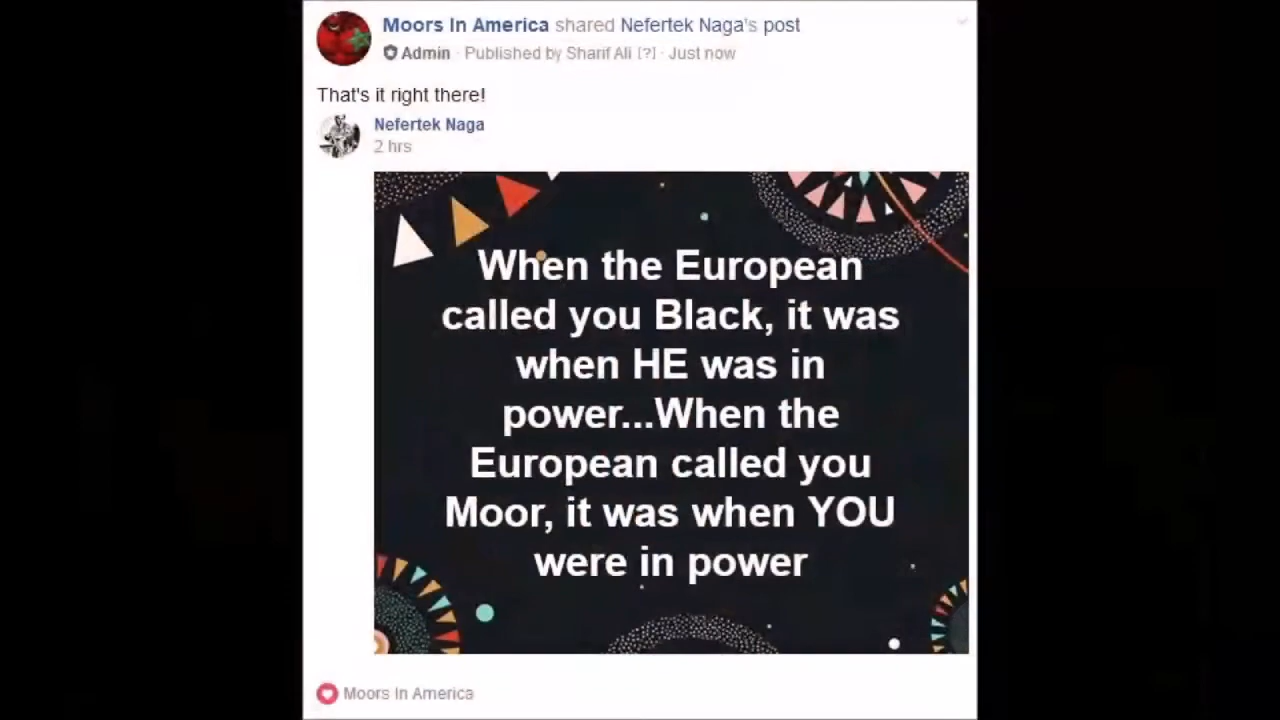 Moors In America shared Nefertek Naga's post
Admin · Published by Sharif Ali [?] · Just now
That's it right there!
Nefertek Naga
2 hrs
When the European
called you Black, it was
when HE was in
power...When the
European called you
Moor, it was when YOU
were in power
Moors In America